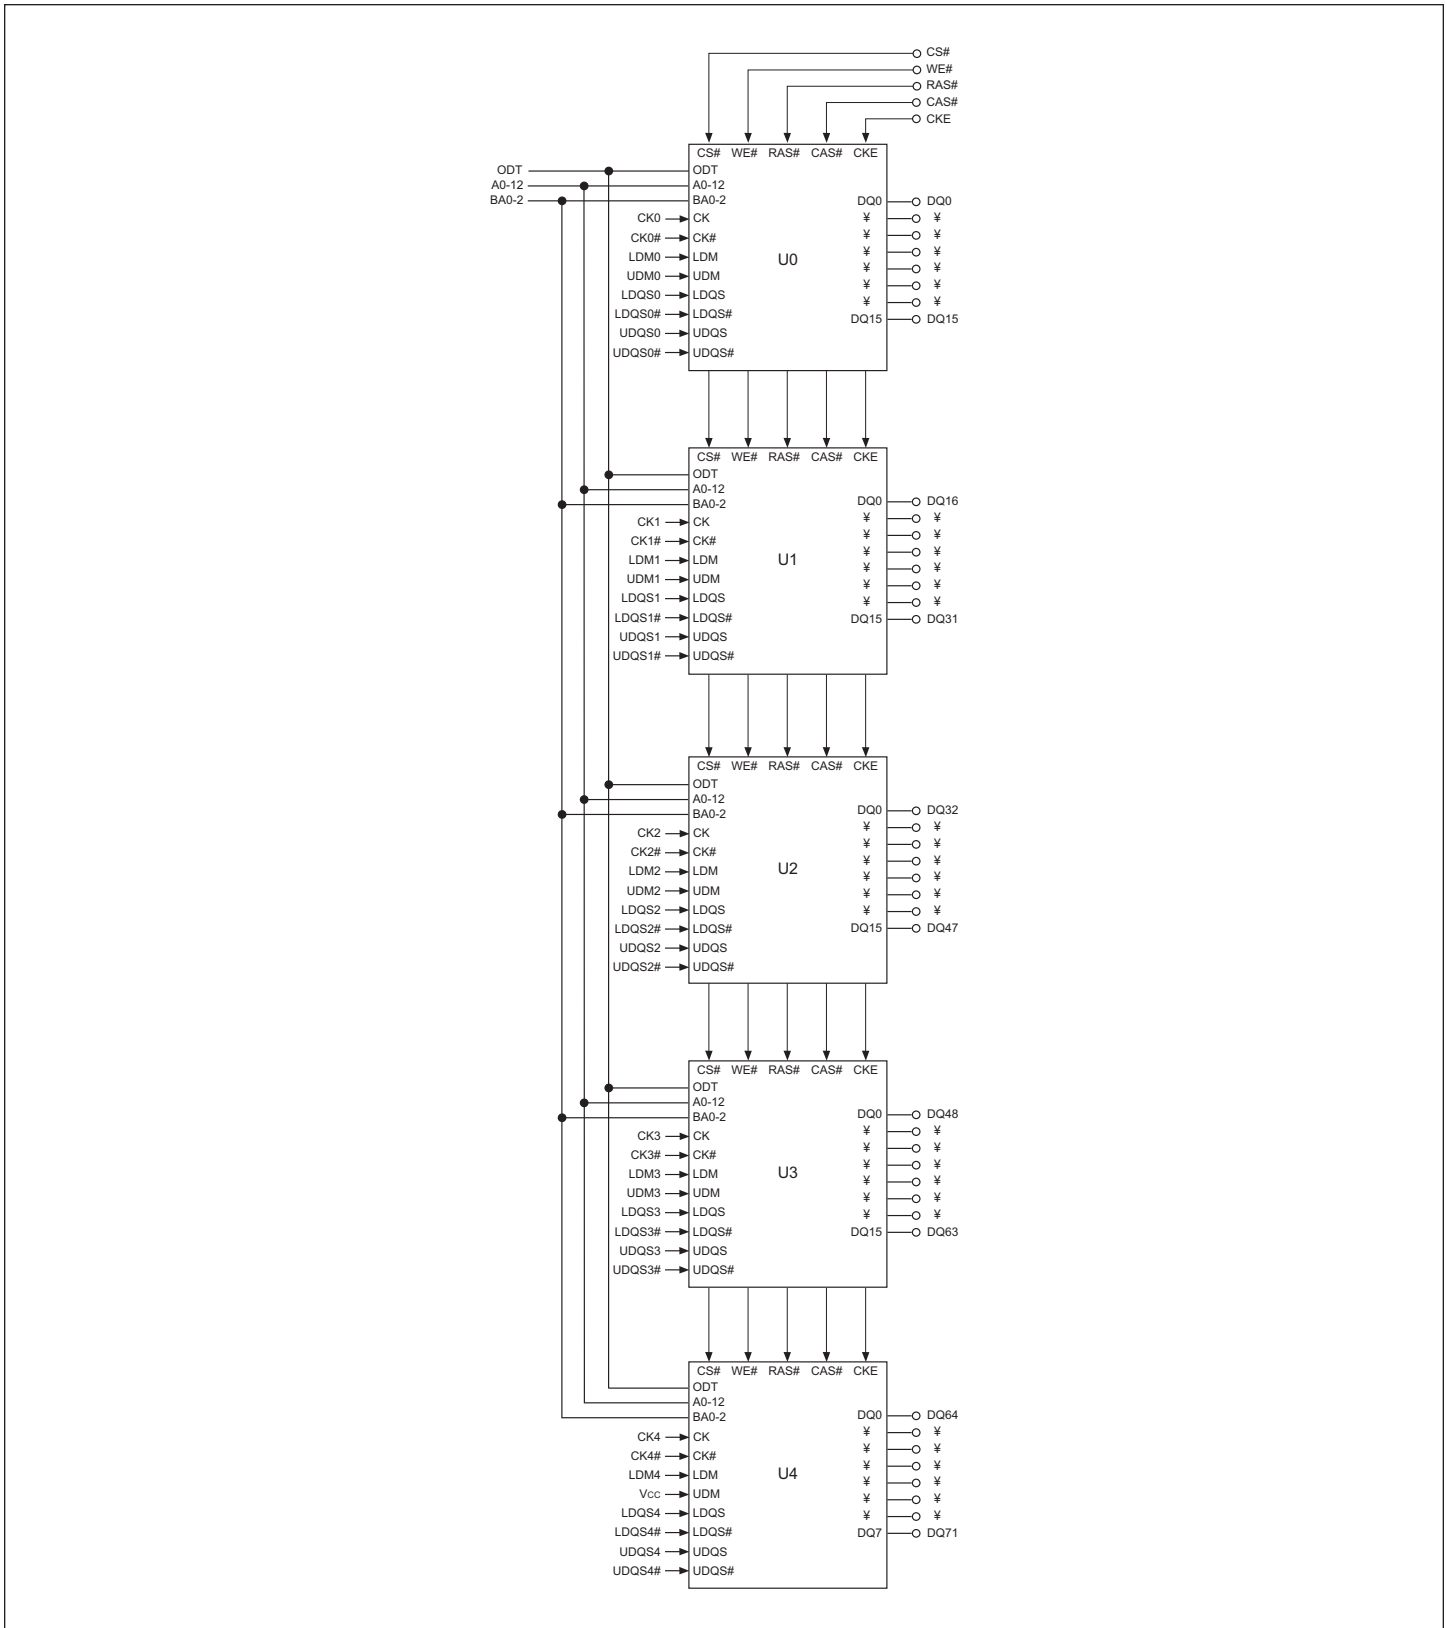 CS#
WE#
RAS#
CAS#
CKE
CS# WE# RAS# CAS# CKE
ODT ODT
A0-12 A0-12
BA0-2 BA0-2 DQ0 DQ0
CK0 CK ¥ ¥
CK0# CK# ¥ ¥
LDM0 LDM ¥ ¥
U0
UDM0 UDM ¥ ¥
LDQS0 LDQS ¥ ¥
¥ ¥
LDQS0# LDQS# DQ15 DQ15
UDQS0 UDQS
UDQS0# UDQS#
CS# WE# RAS# CAS# CKE
ODT
A0-12
BA0-2 DQ0 DQ16
CK1 CK ¥ ¥
CK1# CK# ¥ ¥
LDM1 LDM ¥ ¥
U1
UDM1 UDM ¥ ¥
LDQS1 LDQS ¥ ¥
¥ ¥
LDQS1# LDQS# DQ15 DQ31
UDQS1 UDQS
UDQS1# UDQS#
CS# WE# RAS# CAS# CKE
ODT
A0-12
BA0-2 DQ0 DQ32
CK2 CK ¥ ¥
CK2# CK# ¥ ¥
LDM2 LDM ¥ ¥
U2
UDM2 UDM ¥ ¥
LDQS2 LDQS ¥ ¥
¥ ¥
LDQS2# LDQS# DQ15 DQ47
UDQS2 UDQS
UDQS2# UDQS#
CS# WE# RAS# CAS# CKE
ODT
A0-12
BA0-2 DQ0 DQ48
CK3 CK ¥ ¥
CK3# CK# ¥ ¥
LDM3 LDM ¥ ¥
U3
UDM3 UDM ¥ ¥
LDQS3 LDQS ¥ ¥
¥ ¥
LDQS3# LDQS# DQ15 DQ63
UDQS3 UDQS
UDQS3# UDQS#
CS# WE# RAS# CAS# CKE
ODT
A0-12
BA0-2 DQ0 DQ64
CK4 CK ¥ ¥
CK4# CK# ¥ ¥
LDM4 LDM ¥ ¥
U4
Vcc UDM ¥ ¥
LDQS4 LDQS ¥ ¥
¥ ¥
LDQS4# LDQS# DQ7 DQ71
UDQS4 UDQS
UDQS4# UDQS#